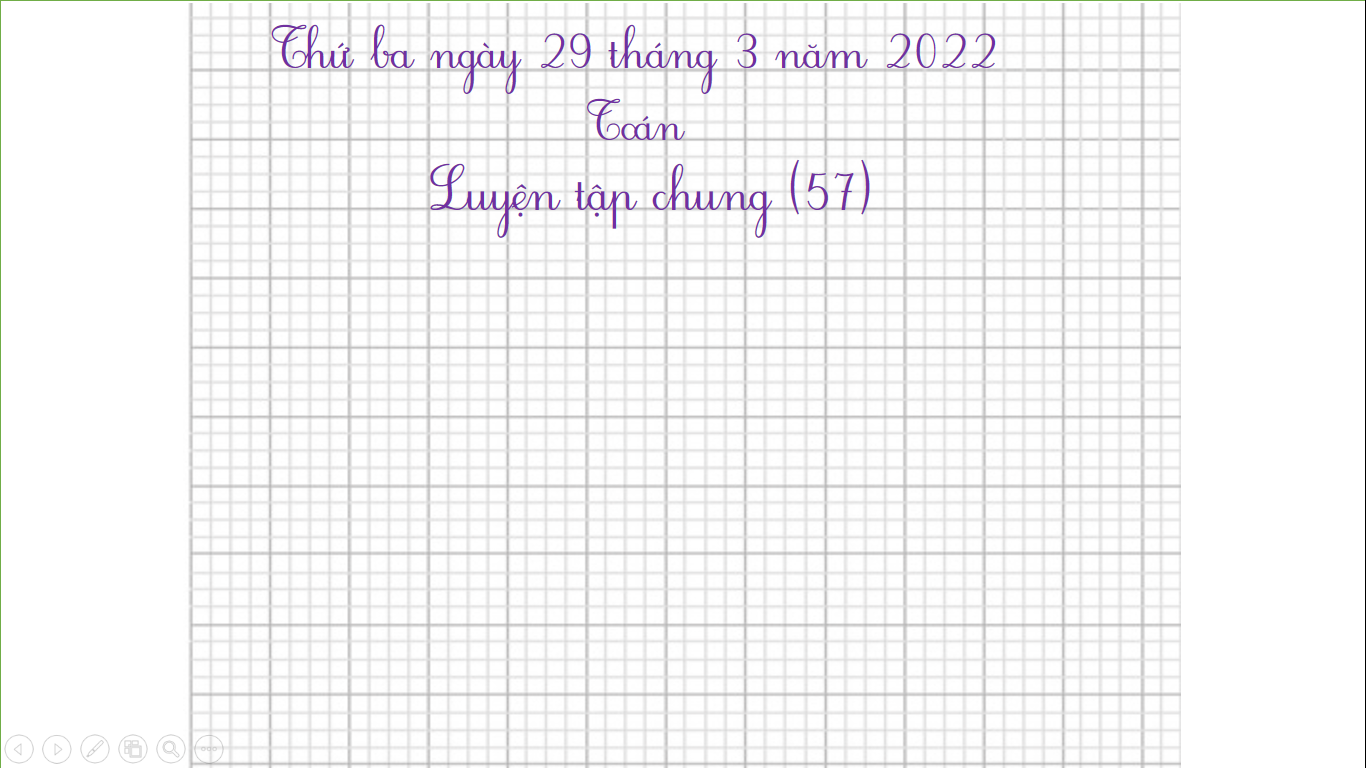 Thứ ba ngày 29 tháng 3 năm 2022
Toán
Luyện tập chung (57)